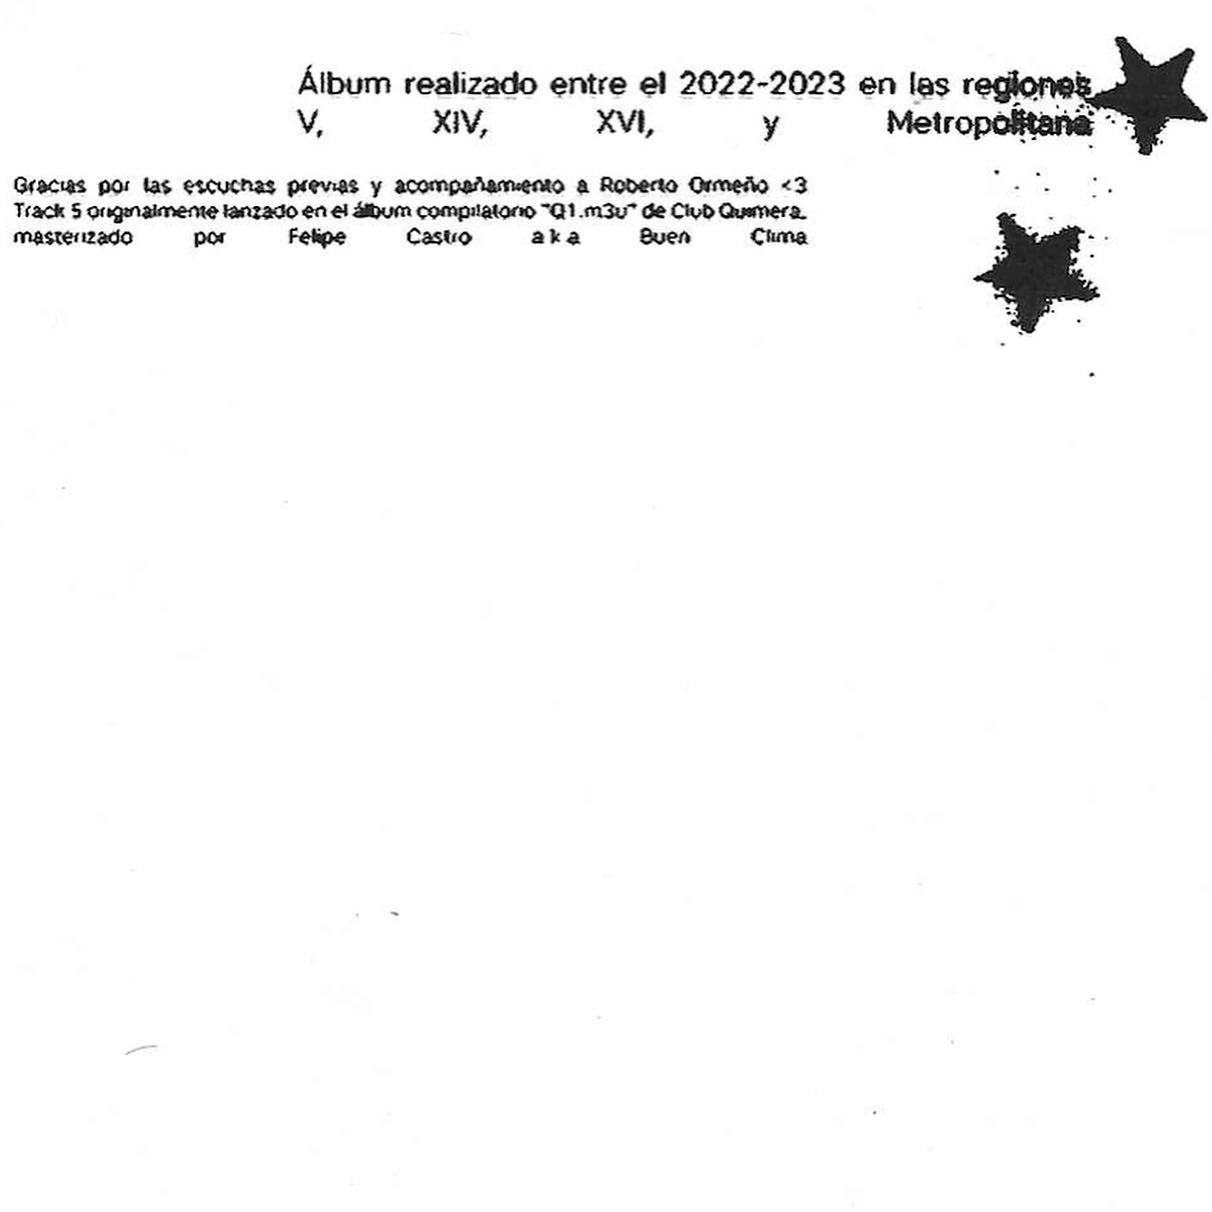 Álbum realizado entre el 2022-2023 en las regiones
V, XIV, XVI, y Metropolitana
Gracias por las escuchas previas y acompañamiento a Roberto Ormeño <3
Track 5 originalmente lanzado en el álbum compilatorio "Q1.m3u" de Club Quimera,
masterizado por Felipe Castro a k a Buen Clima